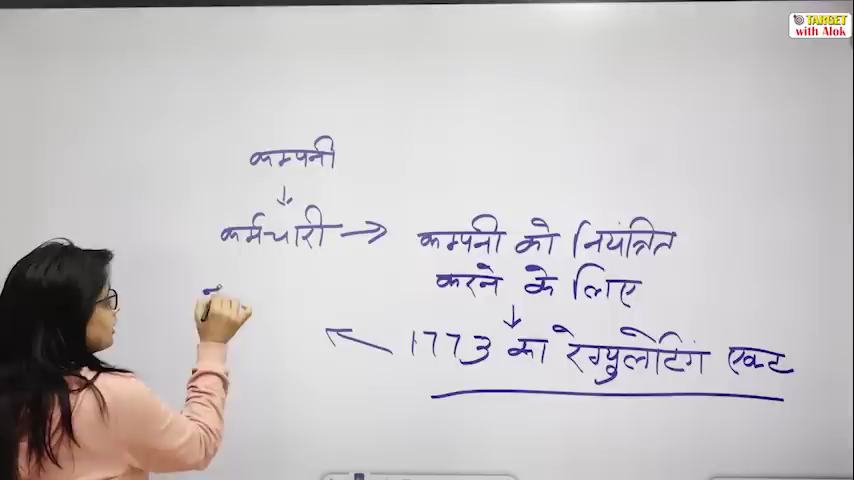 TARGET
with Alok
कम्पनी
↓
कर्मचारी → कम्पनी को नियंत्रित
करने के लिए
↓
1773 का रेग्युलेटिंग एक्ट